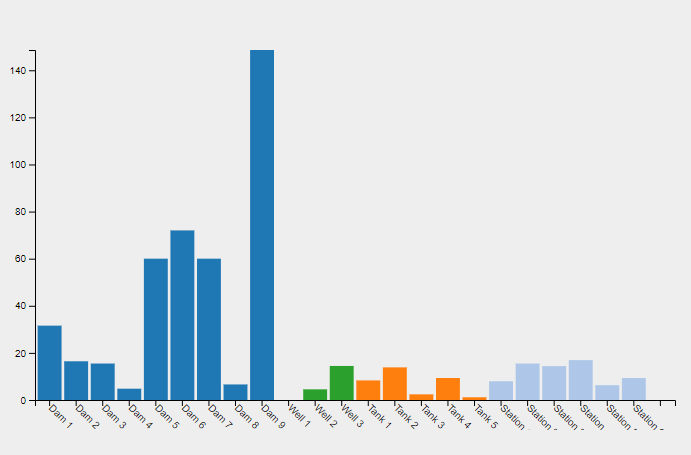 140
120
100
80
60
40
20
0
Dam 1
Dam 2
Dam 3
Dam 4
Dam 5
Dam 6
Dam 7
Dam 8
Dam 9
Well 1
Well 2
Well 3
Tank 1
Tank 2
Tank 3
Tank 4
Tank 5
Station
Station
Station
Station
Station
Station